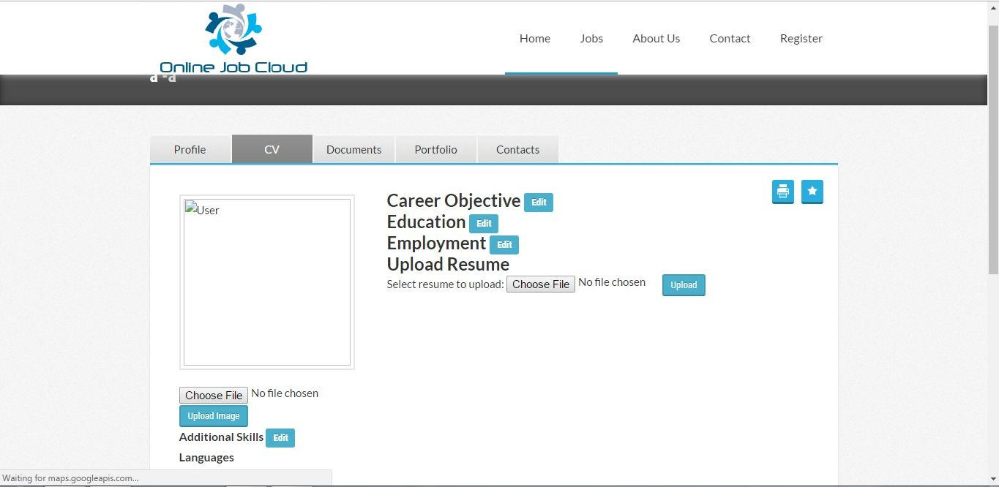 Online Job Cloud
Home Jobs About Us Contact Register
a -a
Profile CV Documents Portfolio Contacts
User
Career Objective Edit
Education Edit
Employment Edit
Upload Resume
Select resume to upload: Choose File No file chosen Upload
Choose File No file chosen
Upload Image
Additional Skills Edit
Languages
Waiting for maps.googleapis.com...